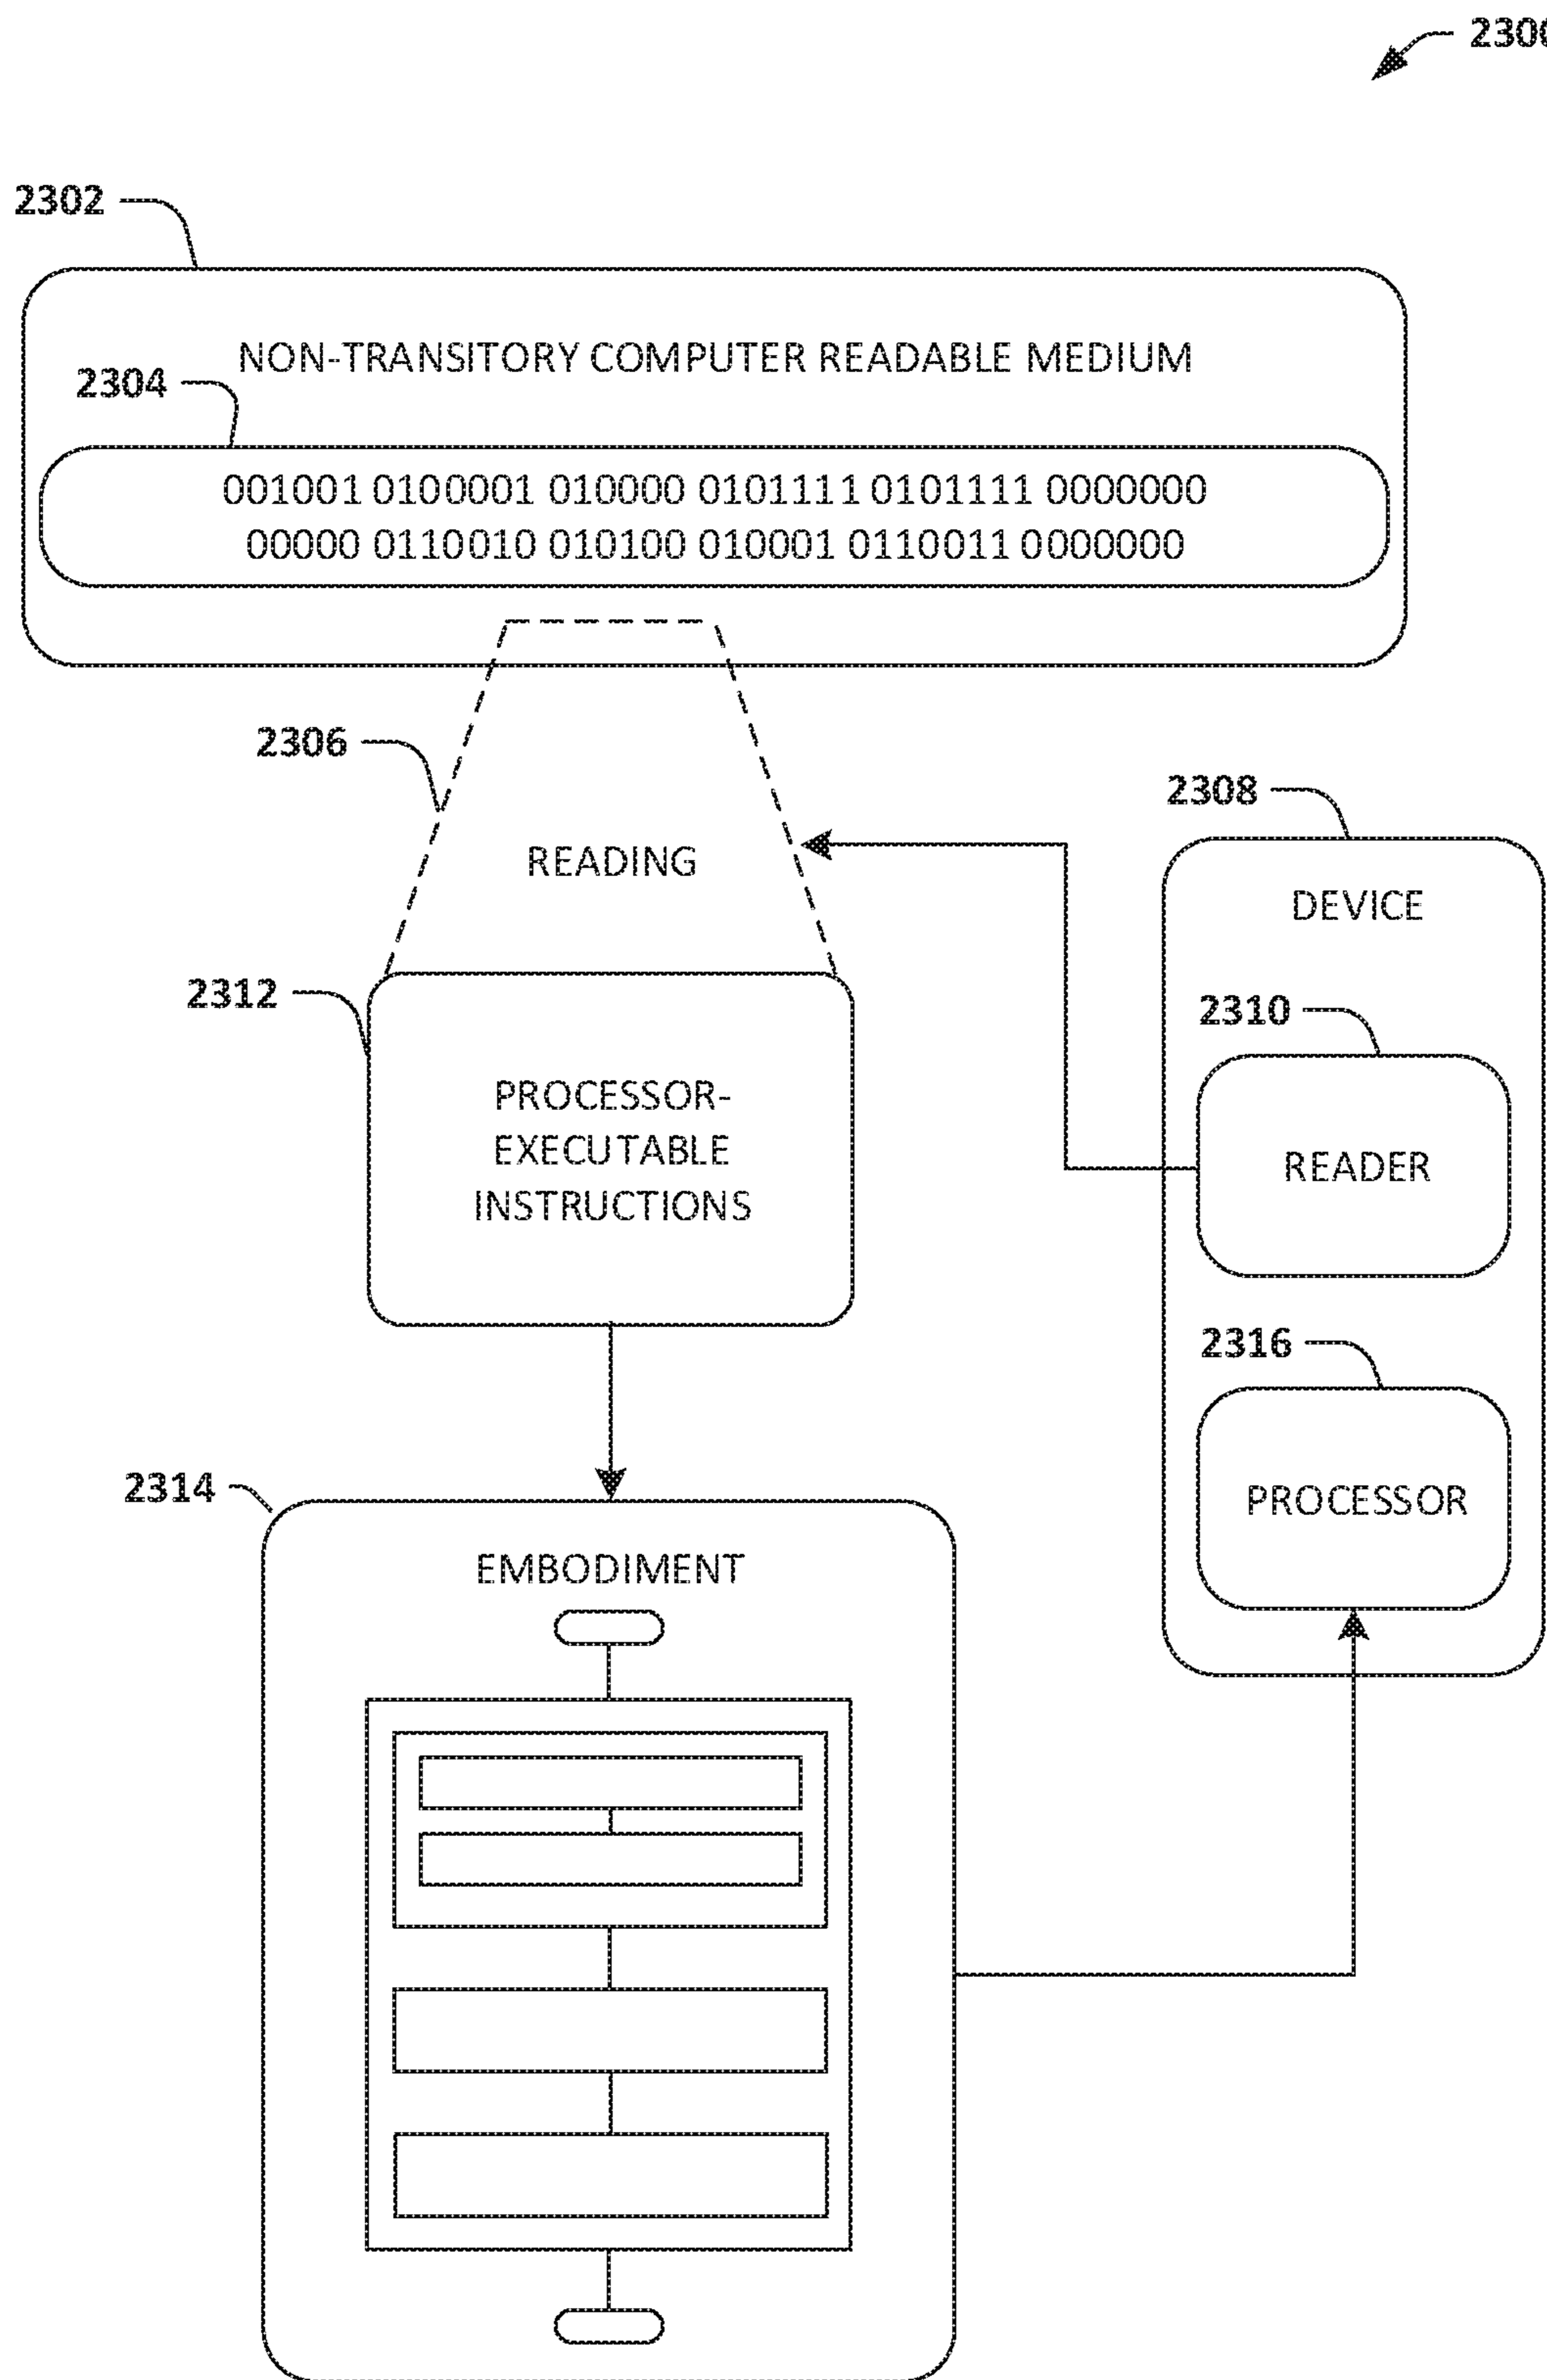 2300
2302
NON-TRANSITORY COMPUTER READABLE MEDIUM
2304
001001 0100001 010000 0101111 0101111 0000000
00000 0110010 010100 010001 0110011 0000000
2306
READING
2308
DEVICE
2310
READER
2312
PROCESSOR-
EXECUTABLE
INSTRUCTIONS
2316
PROCESSOR
2314
EMBODIMENT